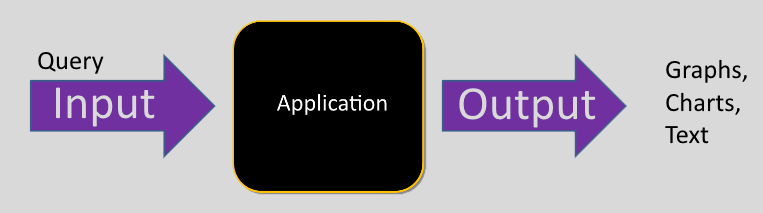 Query
Input
Application
Output
Graphs,
Charts,
Text